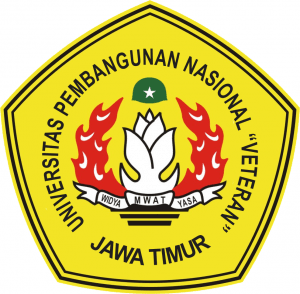 UNIVERSITAS PEMBANGUNAN NASIONAL "VETERAN"
WIDYA MWAT YASA
JAWA TIMUR